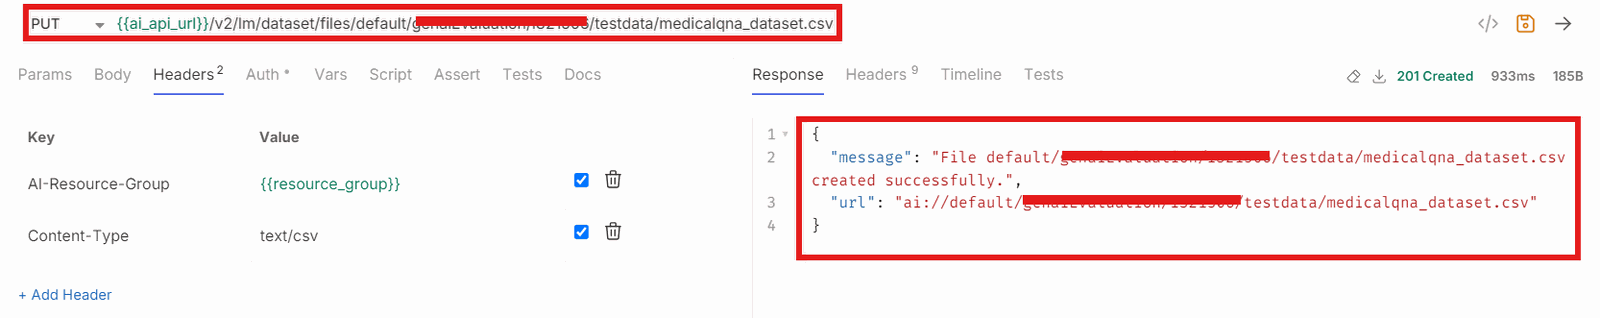 PUT {{ai_api_url}}/v2/lm/dataset/files/default/ /testdata/medicalqna_dataset.csv
Params Body Headers 2 Auth • Vars Script Assert Tests Docs
Response Headers 9 Timeline Tests 201 Created 933ms 185B
Key Value
AI-Resource-Group {{resource_group}}
Content-Type text/csv
+ Add Header
1 {
2 "message": "File default/ /testdata/medicalqna_dataset.csv
created successfully.",
3 "url": "ai://default/ /testdata/medicalqna_dataset.csv"
4 }